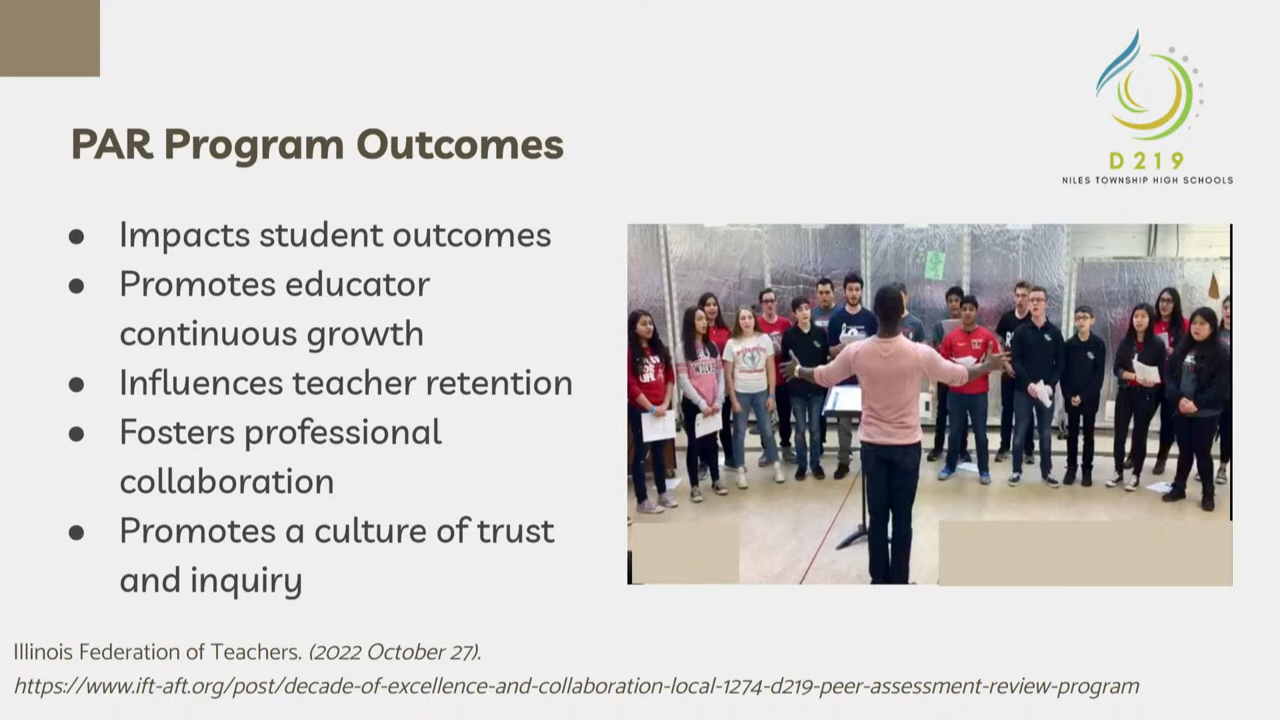 D219
NILES TOWNSHIP HIGH SCHOOLS
PAR Program Outcomes
● Impacts student outcomes
● Promotes educator
continuous growth
● Influences teacher retention
● Fosters professional
collaboration
● Promotes a culture of trust
and inquiry
Illinois Federation of Teachers. (2022 October 27).
https://www.ift-aft.org/post/decade-of-excellence-and-collaboration-local-1274-d219-peer-assessment-review-program